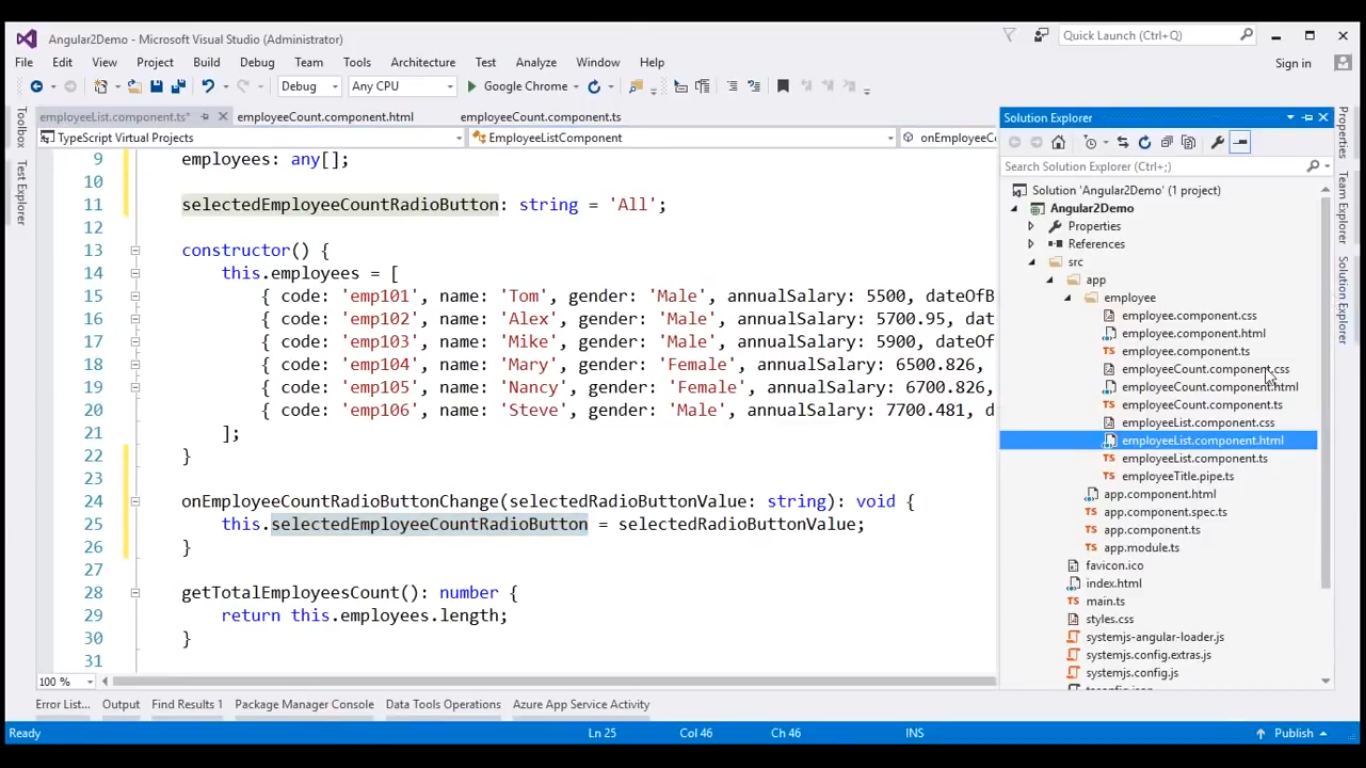 Angular2Demo - Microsoft Visual Studio (Administrator)
Quick Launch (Ctrl+Q)
File Edit View Project Build Debug Team Tools Architecture Test Analyze Window Help
Sign in
Debug Any CPU Google Chrome
employeeList.component.ts* employeeCount.component.html employeeCount.component.ts
TypeScript Virtual Projects EmployeeListComponent onEmployeeCo
Toolbox
Test Explorer
9 employees: any[];
10
11 selectedEmployeeCountRadioButton: string = 'All';
12
13 constructor() {
14 this.employees = [
15 { code: 'emp101', name: 'Tom', gender: 'Male', annualSalary: 5500, dateOfB
16 { code: 'emp102', name: 'Alex', gender: 'Male', annualSalary: 5700.95, dat
17 { code: 'emp103', name: 'Mike', gender: 'Male', annualSalary: 5900, dateOf
18 { code: 'emp104', name: 'Mary', gender: 'Female', annualSalary: 6500.826,
19 { code: 'emp105', name: 'Nancy', gender: 'Female', annualSalary: 6700.826,
20 { code: 'emp106', name: 'Steve', gender: 'Male', annualSalary: 7700.481, d
21 ];
22 }
23
24 onEmployeeCountRadioButtonChange(selectedRadioButtonValue: string): void {
25 this.selectedEmployeeCountRadioButton = selectedRadioButtonValue;
26 }
27
28 getTotalEmployeesCount(): number {
29 return this.employees.length;
30 }
31
100 %
Solution Explorer
Search Solution Explorer (Ctrl+;)
Solution 'Angular2Demo' (1 project)
Angular2Demo
Properties
References
src
app
employee
employee.component.css
employee.component.html
TS employee.component.ts
employeeCount.component.css
employeeCount.component.html
TS employeeCount.component.ts
employeeList.component.css
employeeList.component.html
TS employeeList.component.ts
TS employeeTitle.pipe.ts
app.component.html
TS app.component.spec.ts
TS app.component.ts
TS app.module.ts
favicon.ico
index.html
TS main.ts
styles.css
systemjs-angular-loader.js
systemjs.config.extras.js
systemjs.config.js
Properties
Team Explorer
Solution Explorer
Error List... Output Find Results 1 Package Manager Console Data Tools Operations Azure App Service Activity
Ready Ln 25 Col 46 Ch 46 INS Publish